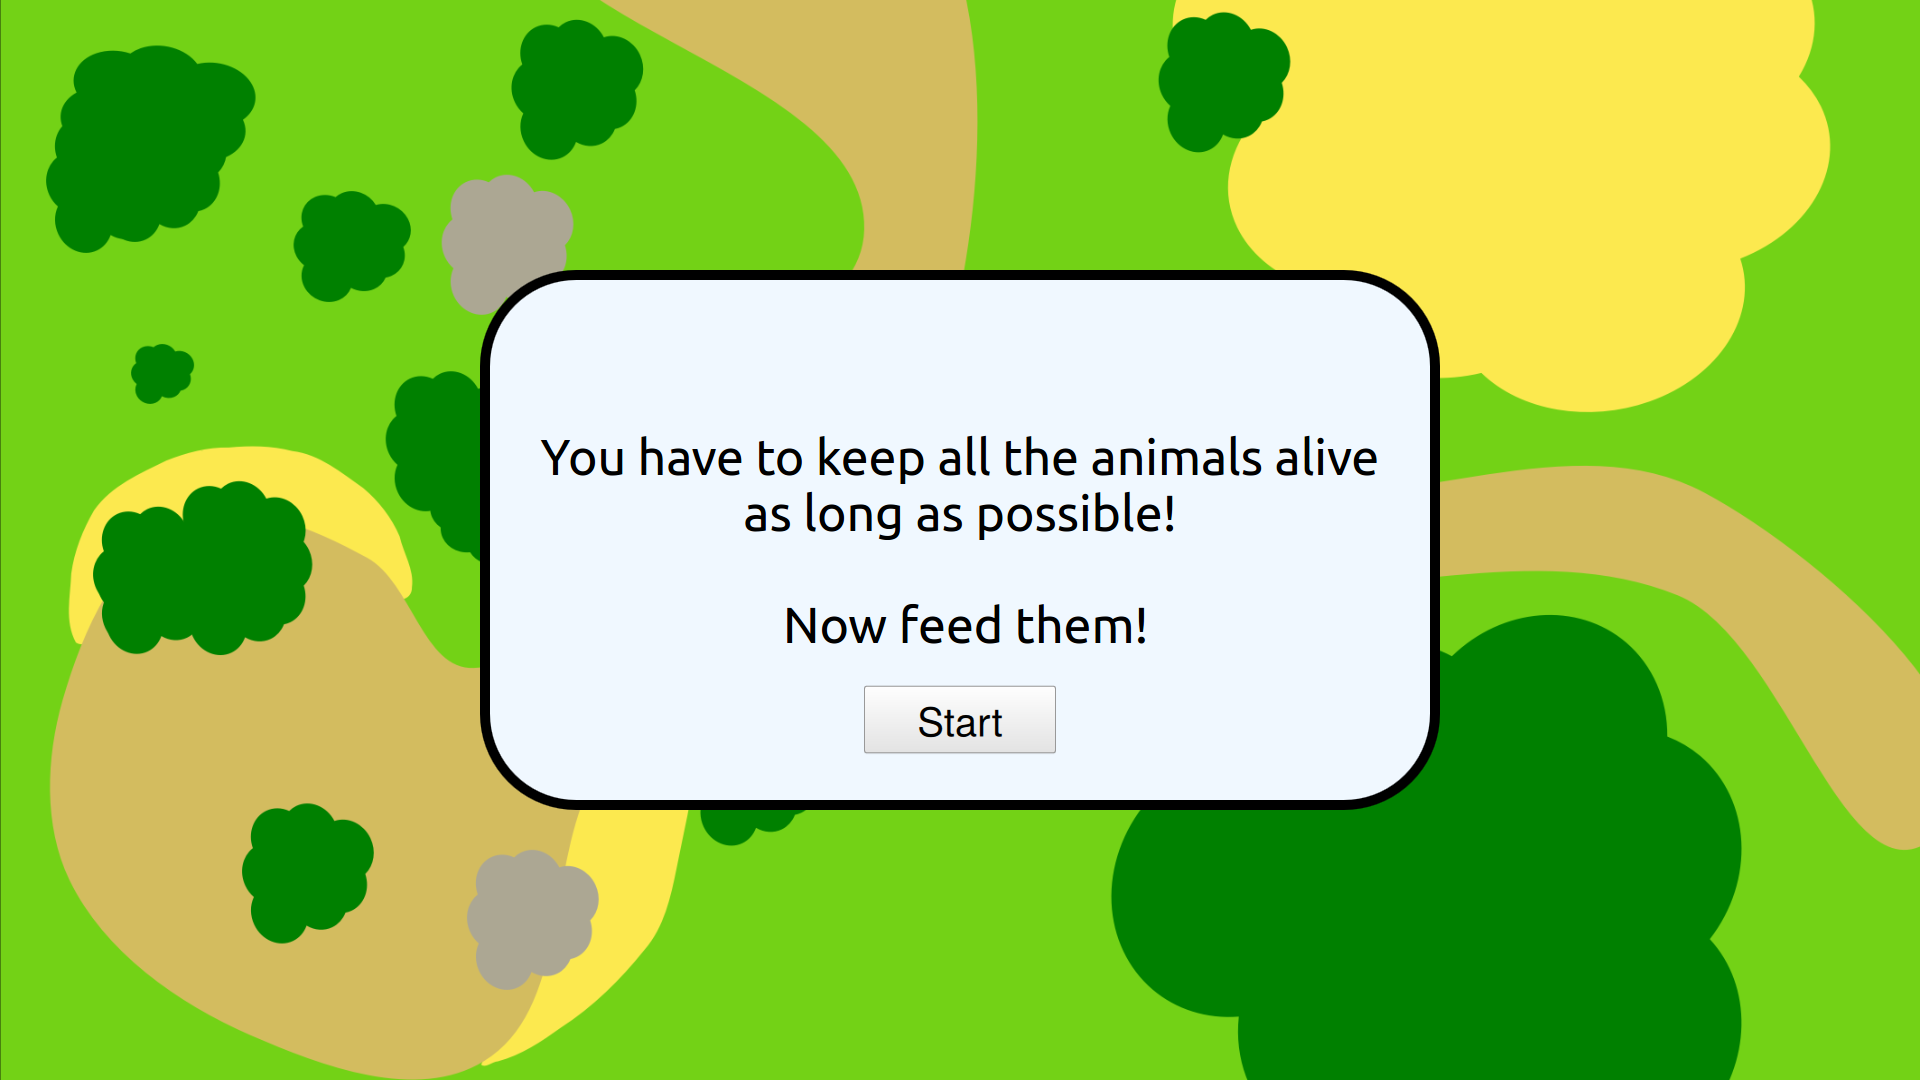 You have to keep all the animals alive
as long as possible!
Now feed them!
Start